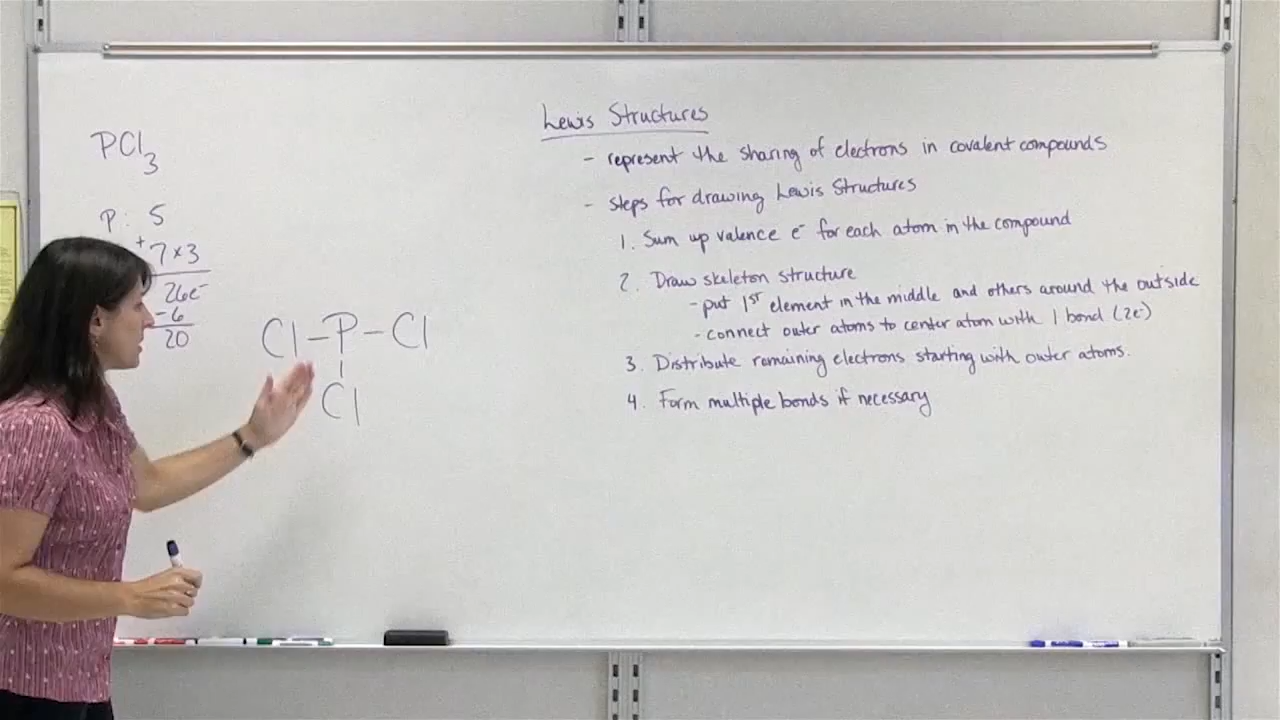 PCl3
P: 5
+ 7 x 3
26e-
-6
20
Cl-P-Cl
Cl
Lewis Structures
- represent the sharing of electrons in covalent compounds
- steps for drawing Lewis Structures
1. Sum up valence e- for each atom in the compound
2. Draw skeleton structure
- put 1st element in the middle and others around the outside
- connect outer atoms to center atom with 1 bond (2e-)
3. Distribute remaining electrons starting with outer atoms.
4. Form multiple bonds if necessary